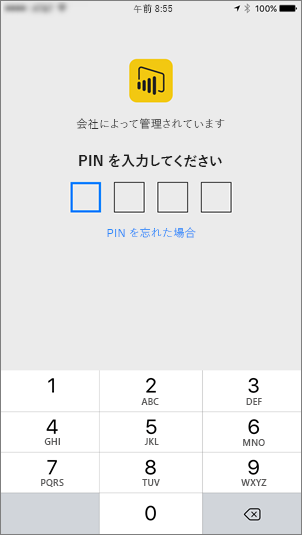 午前 8:55
100%
会社によって管理されています
PIN を入力してください
PIN を忘れた場合
1
2
3
ABC
DEF
4
5
6
GHI
JKL
MNO
7
8
9
PQRS
TUV
WXYZ
0